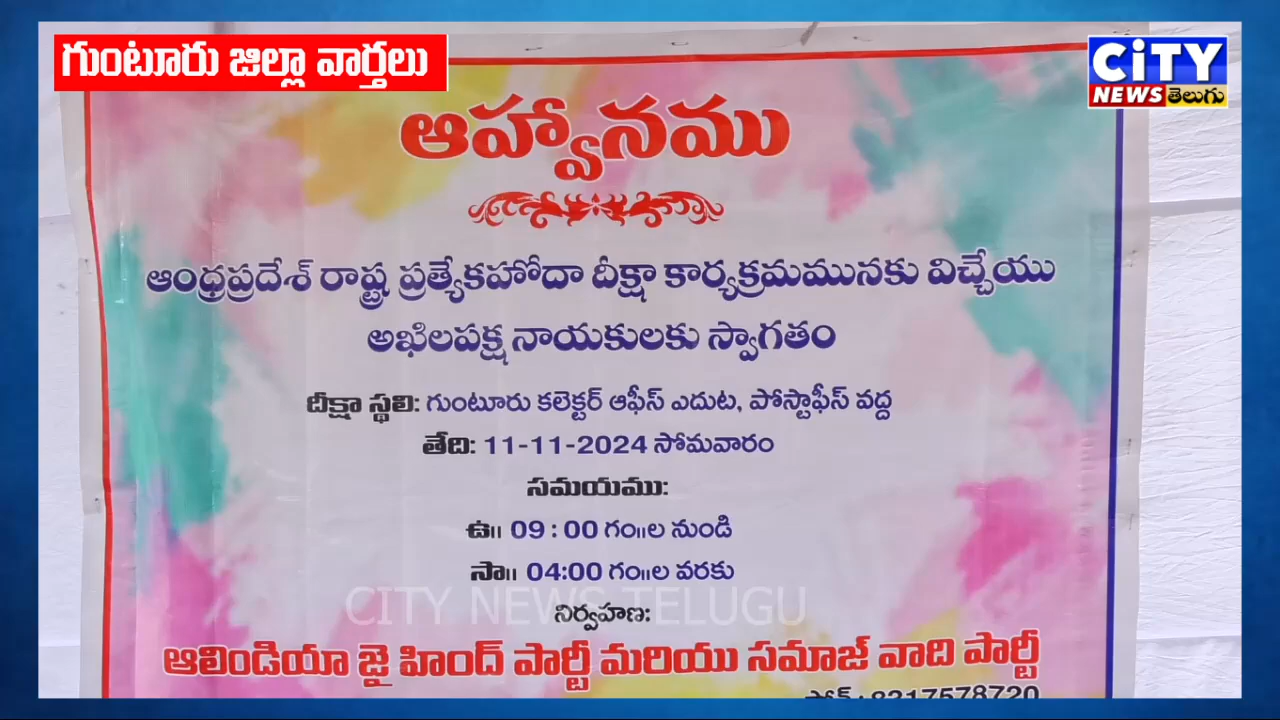 గుంటూరు జిల్లా వార్తలు
CiTY
NEWS తెలుగు
ఆహ్వానము
ఆంధ్రప్రదేశ్ రాష్ట్ర ప్రత్యేకహోదా దీక్షా కార్యక్రమమునకు విచ్చేయు
అఖిలపక్ష నాయకులకు స్వాగతం
దీక్షా స్థలి: గుంటూరు కలెక్టర్ ఆఫీస్ ఎదుట, పోస్టాఫీస్ వద్ద
తేది: 11-11-2024 సోమవారం
సమయము:
ఉ॥ 09 : 00 గం॥ల నుండి
సా॥ 04:00 గం॥ల వరకు
CITY NEWS TELUGU
నిర్వహణ:
ఆలిండియా జై హింద్ పార్టీ మరియు సమాజ్ వాది పార్టీ
ఫోన్ : 8317578720